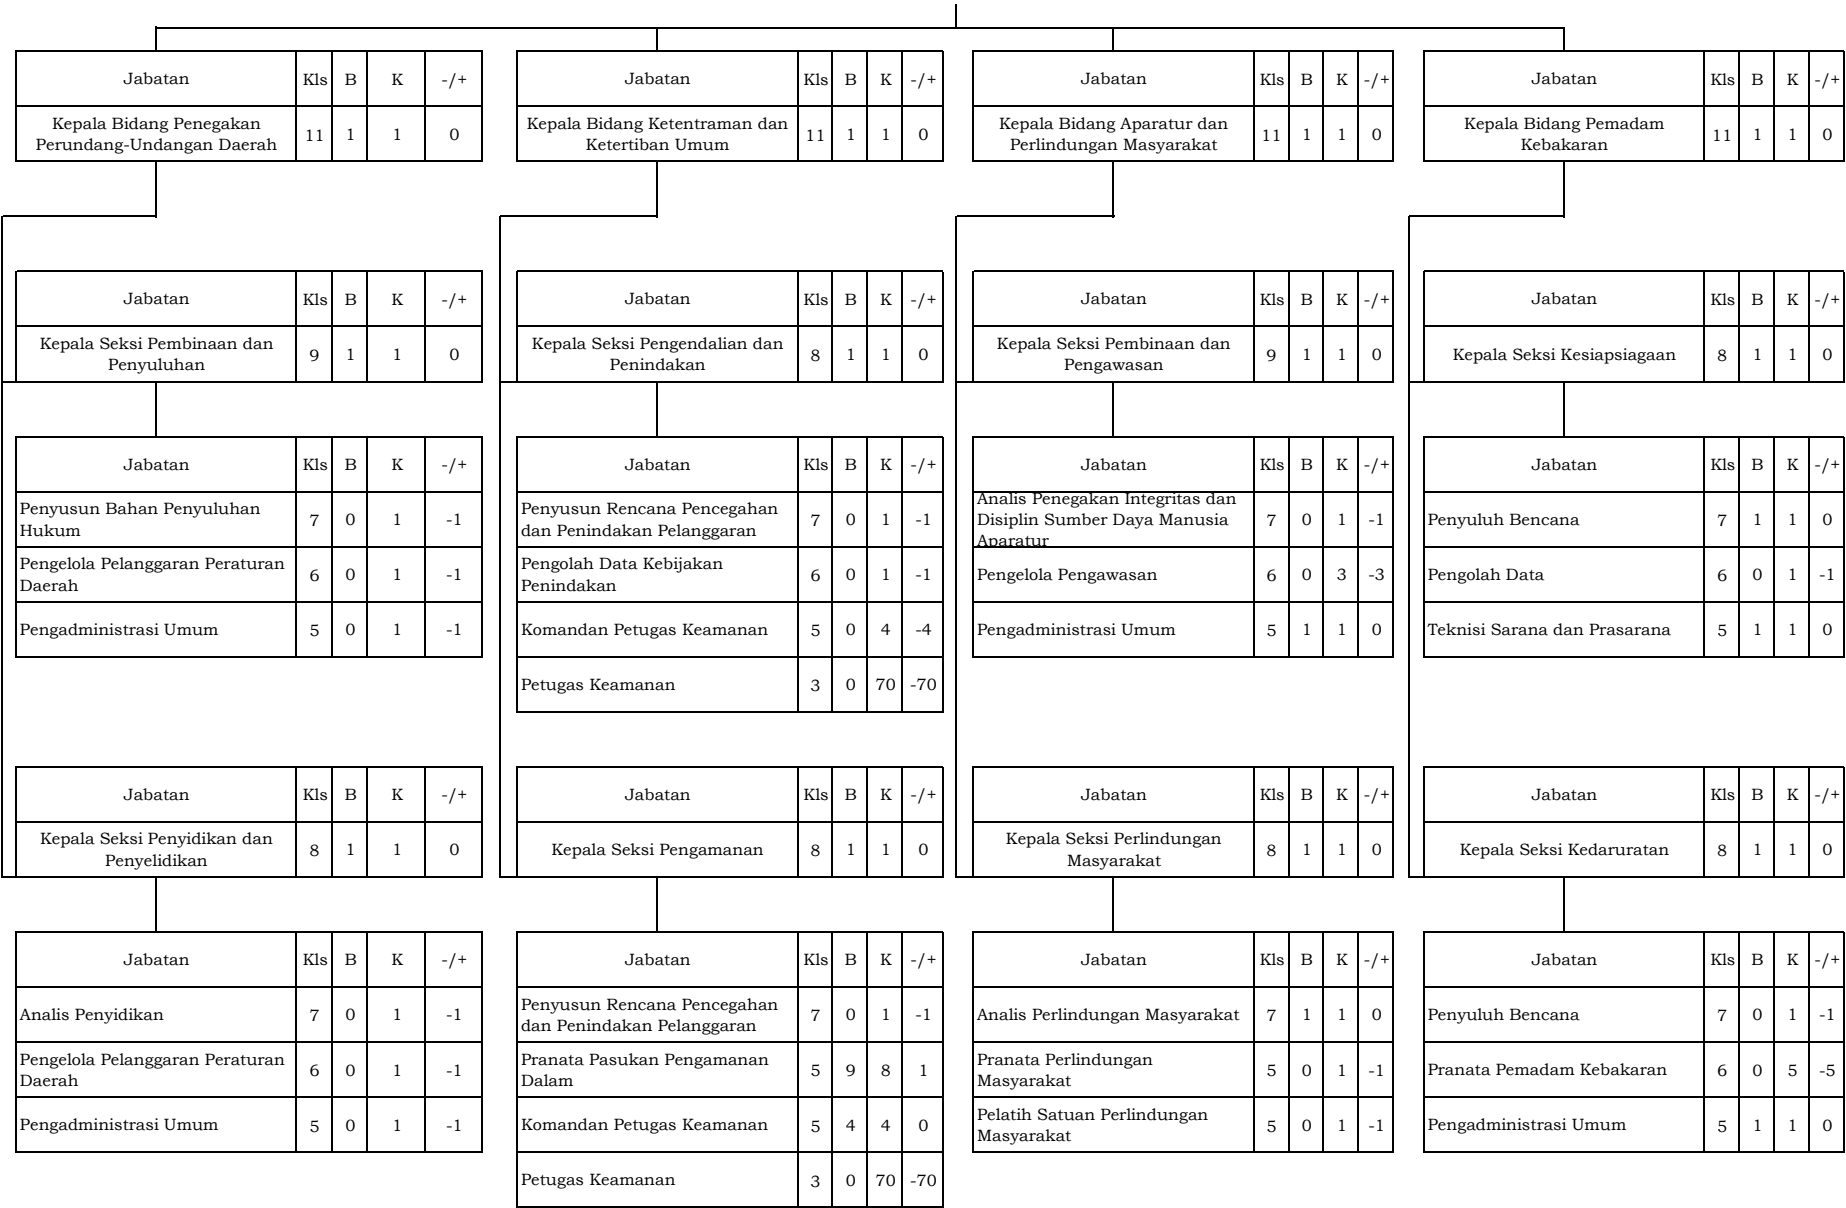 Jabatan Kls B K -/+
Kepala Bidang Penegakan
Perundang-Undangan Daerah 11 1 1 0
Jabatan Kls B K -/+
Kepala Bidang Ketentraman dan
Ketertiban Umum 11 1 1 0
Jabatan Kls B K -/+
Kepala Bidang Aparatur dan
Perlindungan Masyarakat 11 1 1 0
Jabatan Kls B K -/+
Kepala Bidang Pemadam
Kebakaran 11 1 1 0
Jabatan Kls B K -/+
Kepala Seksi Pembinaan dan
Penyuluhan 9 1 1 0
Jabatan Kls B K -/+
Kepala Seksi Pengendalian dan
Penindakan 8 1 1 0
Jabatan Kls B K -/+
Kepala Seksi Pembinaan dan
Pengawasan 9 1 1 0
Jabatan Kls B K -/+
Kepala Seksi Kesiapsiagaan 8 1 1 0
Jabatan Kls B K -/+
Penyusun Bahan Penyuluhan
Hukum 7 0 1 -1
Pengelola Pelanggaran Peraturan
Daerah 6 0 1 -1
Pengadministrasi Umum 5 0 1 -1
Jabatan Kls B K -/+
Penyusun Rencana Pencegahan
dan Penindakan Pelanggaran 7 0 1 -1
Pengolah Data Kebijakan
Penindakan 6 0 1 -1
Komandan Petugas Keamanan 5 0 4 -4
Petugas Keamanan 3 0 70 -70
Jabatan Kls B K -/+
Analis Penegakan Integritas dan
Disiplin Sumber Daya Manusia
Aparatur 7 0 1 -1
Pengelola Pengawasan 6 0 3 -3
Pengadministrasi Umum 5 1 1 0
Jabatan Kls B K -/+
Penyuluh Bencana 7 1 1 0
Pengolah Data 6 0 1 -1
Teknisi Sarana dan Prasarana 5 1 1 0
Jabatan Kls B K -/+
Kepala Seksi Penyidikan dan
Penyelidikan 8 1 1 0
Jabatan Kls B K -/+
Kepala Seksi Pengamanan 8 1 1 0
Jabatan Kls B K -/+
Kepala Seksi Perlindungan
Masyarakat 8 1 1 0
Jabatan Kls B K -/+
Kepala Seksi Kedaruratan 8 1 1 0
Jabatan Kls B K -/+
Analis Penyidikan 7 0 1 -1
Pengelola Pelanggaran Peraturan
Daerah 6 0 1 -1
Pengadministrasi Umum 5 0 1 -1
Jabatan Kls B K -/+
Penyusun Rencana Pencegahan
dan Penindakan Pelanggaran 7 0 1 -1
Pranata Pasukan Pengamanan
Dalam 5 9 8 1
Komandan Petugas Keamanan 5 4 4 0
Petugas Keamanan 3 0 70 -70
Jabatan Kls B K -/+
Analis Perlindungan Masyarakat 7 1 1 0
Pranata Perlindungan
Masyarakat 5 0 1 -1
Pelatih Satuan Perlindungan
Masyarakat 5 0 1 -1
Jabatan Kls B K -/+
Penyuluh Bencana 7 0 1 -1
Pranata Pemadam Kebakaran 6 0 5 -5
Pengadministrasi Umum 5 1 1 0